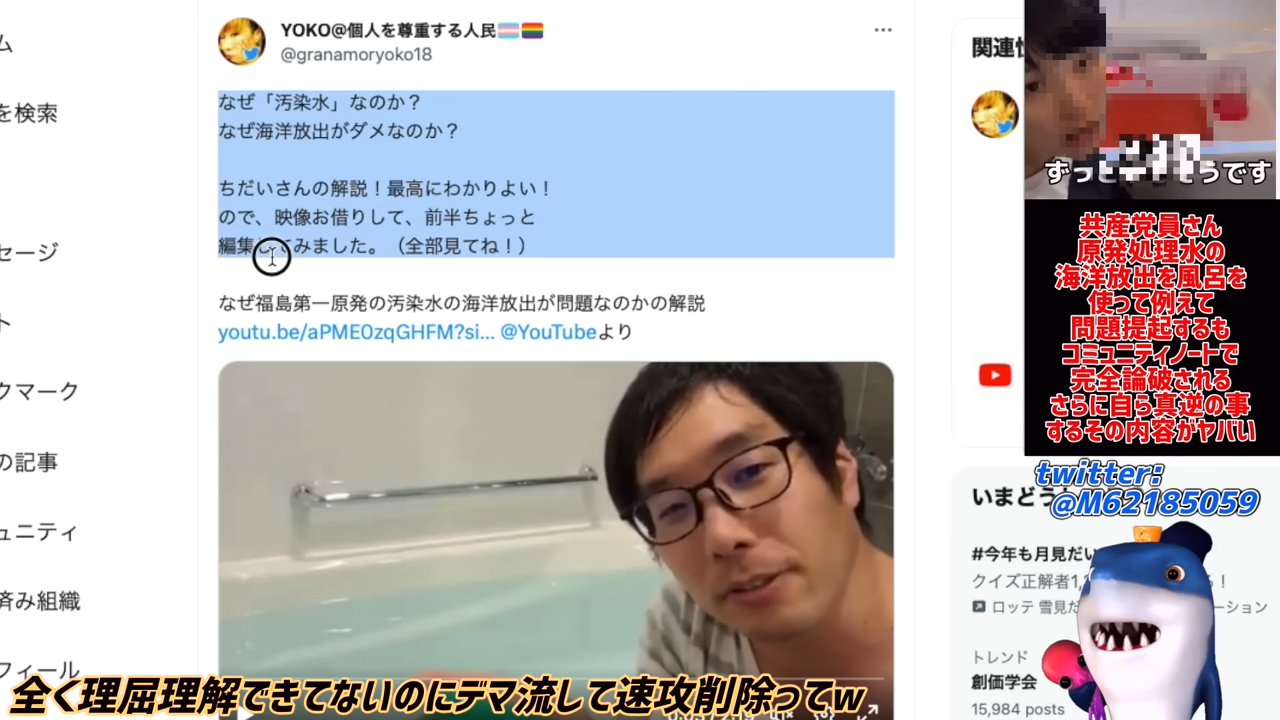 ム
を検索
セージ
ト
クマーク
の記事
ュニティ
済み組織
フィール
YOKO@個人を尊重する人民
@granamoryoko18
なぜ「汚染水」なのか？
なぜ海洋放出がダメなのか？
ちだいさんの解説！最高にわかりよい！
ので、映像お借りして、前半ちょっと
編集してみました。（全部見てね！）
なぜ福島第一原発の汚染水の海洋放出が問題なのかの解説
youtu.be/aPME0zqGHFM?si... @YouTubeより
全く理屈理解できてないのにデマ流して速攻削除ってw
関連
ずっと
うです
共産党員さん
原発処理水の
海洋放出を風呂を
使って例えて
問題提起するも
コミュニティノートで
完全論破される
さらに自ら真逆の事
するその内容がヤバい
twitter:
@M62185059
いまどう
#今年も月見だい
クイズ正解者1,
！
ロッテ 雪見だ
ーション
トレンド
創価学会
15,984 posts